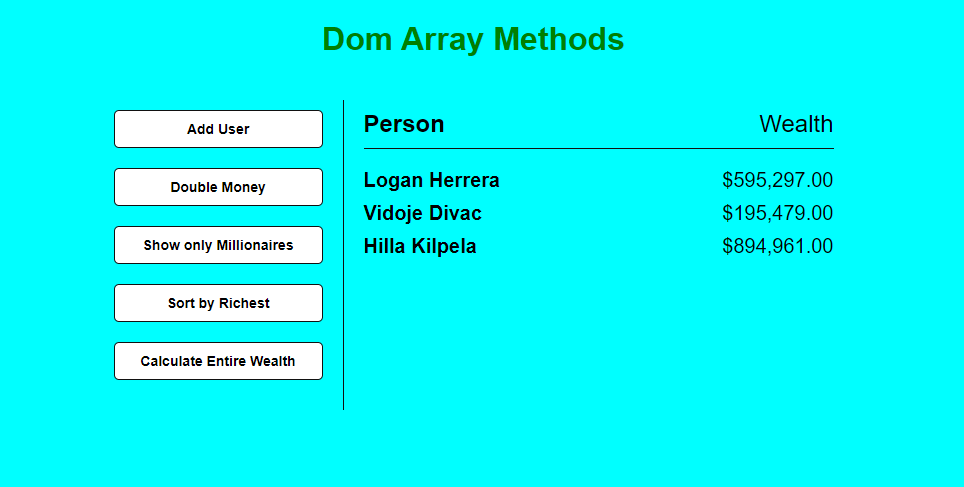 Dom Array Methods
Add User
Double Money
Show only Millionaires
Sort by Richest
Calculate Entire Wealth
Person Wealth
Logan Herrera $595,297.00
Vidoje Divac $195,479.00
Hilla Kilpela $894,961.00